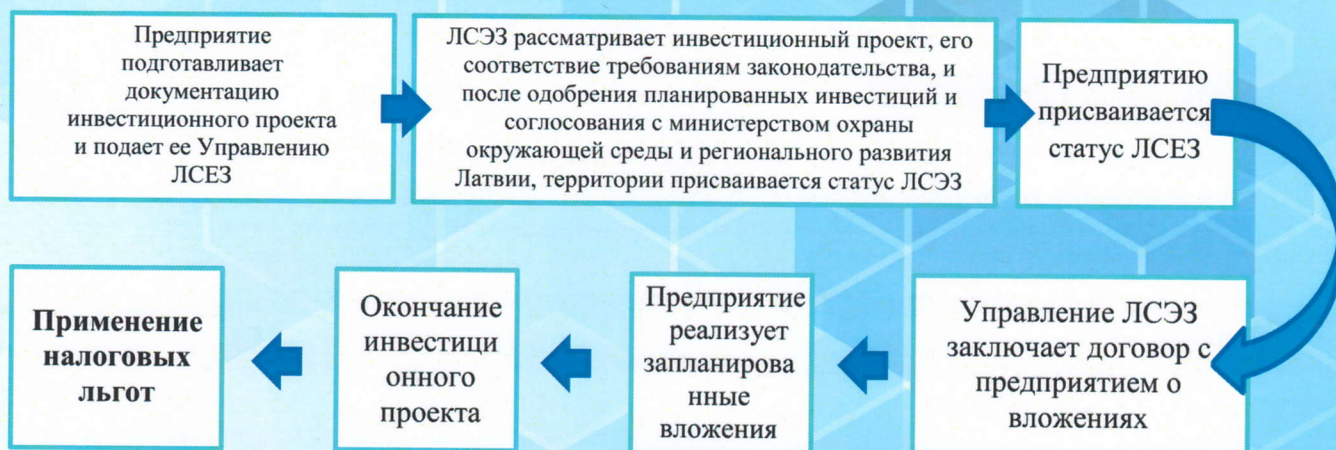 Предприятие
подготавливает
документацию
инвестиционного проекта
и подает ее Управлению
ЛСЕЗ
ЛСЭЗ рассматривает инвестиционный проект, его
соответствие требованиям законодательства, и
после одобрения планированных инвестиций и
соглосования с министерством охраны
окружающей среды и регионального развития
Латвии, территории присваивается статус ЛСЭЗ
Предприятию
присваивается
статус ЛСЕЗ
Управление ЛСЭЗ
заключает договор с
предприятием о
вложениях
Предприятие
реализует
запланирова
нные
вложения
Окончание
инвестици
онного
проекта
Применение
налоговых
льгот